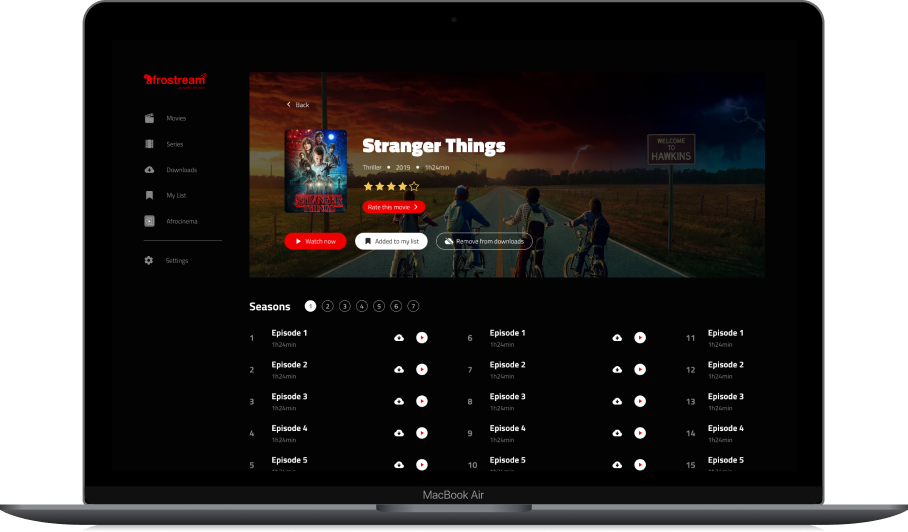 afrostream
Movies
Series
Downloads
My List
Afrocinema
Settings
Back
STRANGER
THINGS
Stranger Things
Thriller • 2019 • 1h24min
Rate this movie
Watch now
Added to my list
Remove from downloads
WELCOME
TO
HAWKINS
Seasons 1 2 3 4 5 6 7
1 Episode 1
1h24min
2 Episode 2
1h24min
3 Episode 3
1h24min
4 Episode 4
1h24min
5 Episode 5
6 Episode 1
1h24min
7 Episode 2
1h24min
8 Episode 3
1h24min
9 Episode 4
1h24min
10 Episode 5
11 Episode 1
1h24min
12 Episode 2
1h24min
13 Episode 3
1h24min
14 Episode 4
1h24min
15 Episode 5
MacBook Air